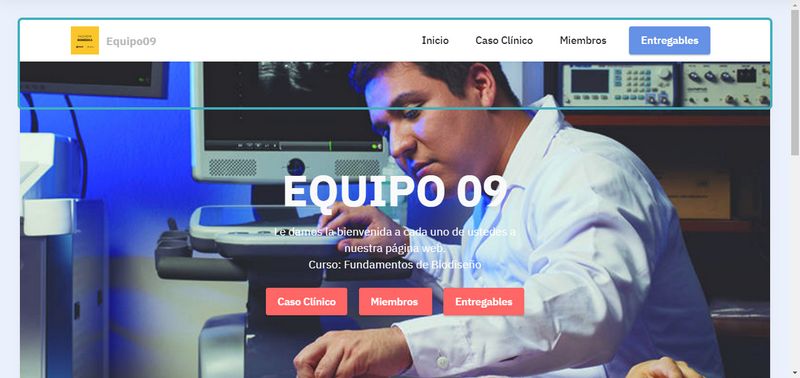 Equipo09
Inicio
Caso Clínico
Miembros
Entregables
EQUIPO 09
Le damos la bienvenida a cada uno de ustedes a
nuestra página web.
Curso: Fundamentos de Biodiseño
Caso Clínico
Miembros
Entregables